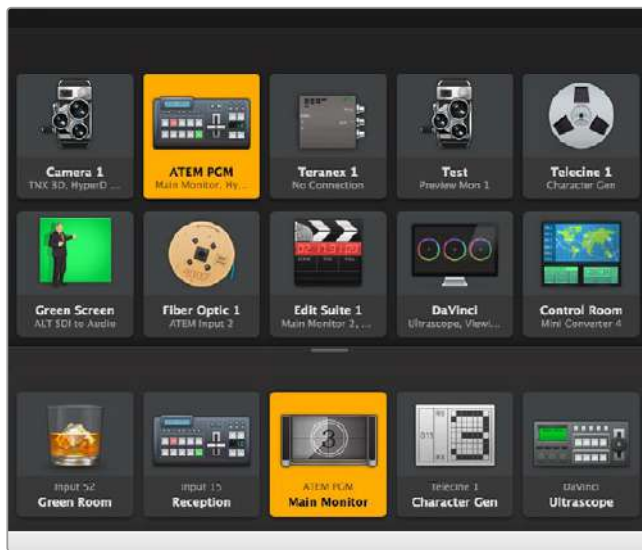 Camera 1
TNX 3D, HyperD ...
ATEM PGM
Main Monitor, Hy...
Teranex 1
No Connection
Test
Preview Mon 1
Telecine 1
Character Gen
Green Screen
ALT SDI to Audio
Fiber Optic 1
ATEM Input 2
Edit Suite 1
Main Monitor 2, ...
DaVinci
Ultrascope, Viewi...
Control Room
Mini Converter 4
3
Input 52
Green Room
Input 15
Reception
ATEM PGM
Main Monitor
Telecine 1
Character Gen
DaVinci
Ultrascope